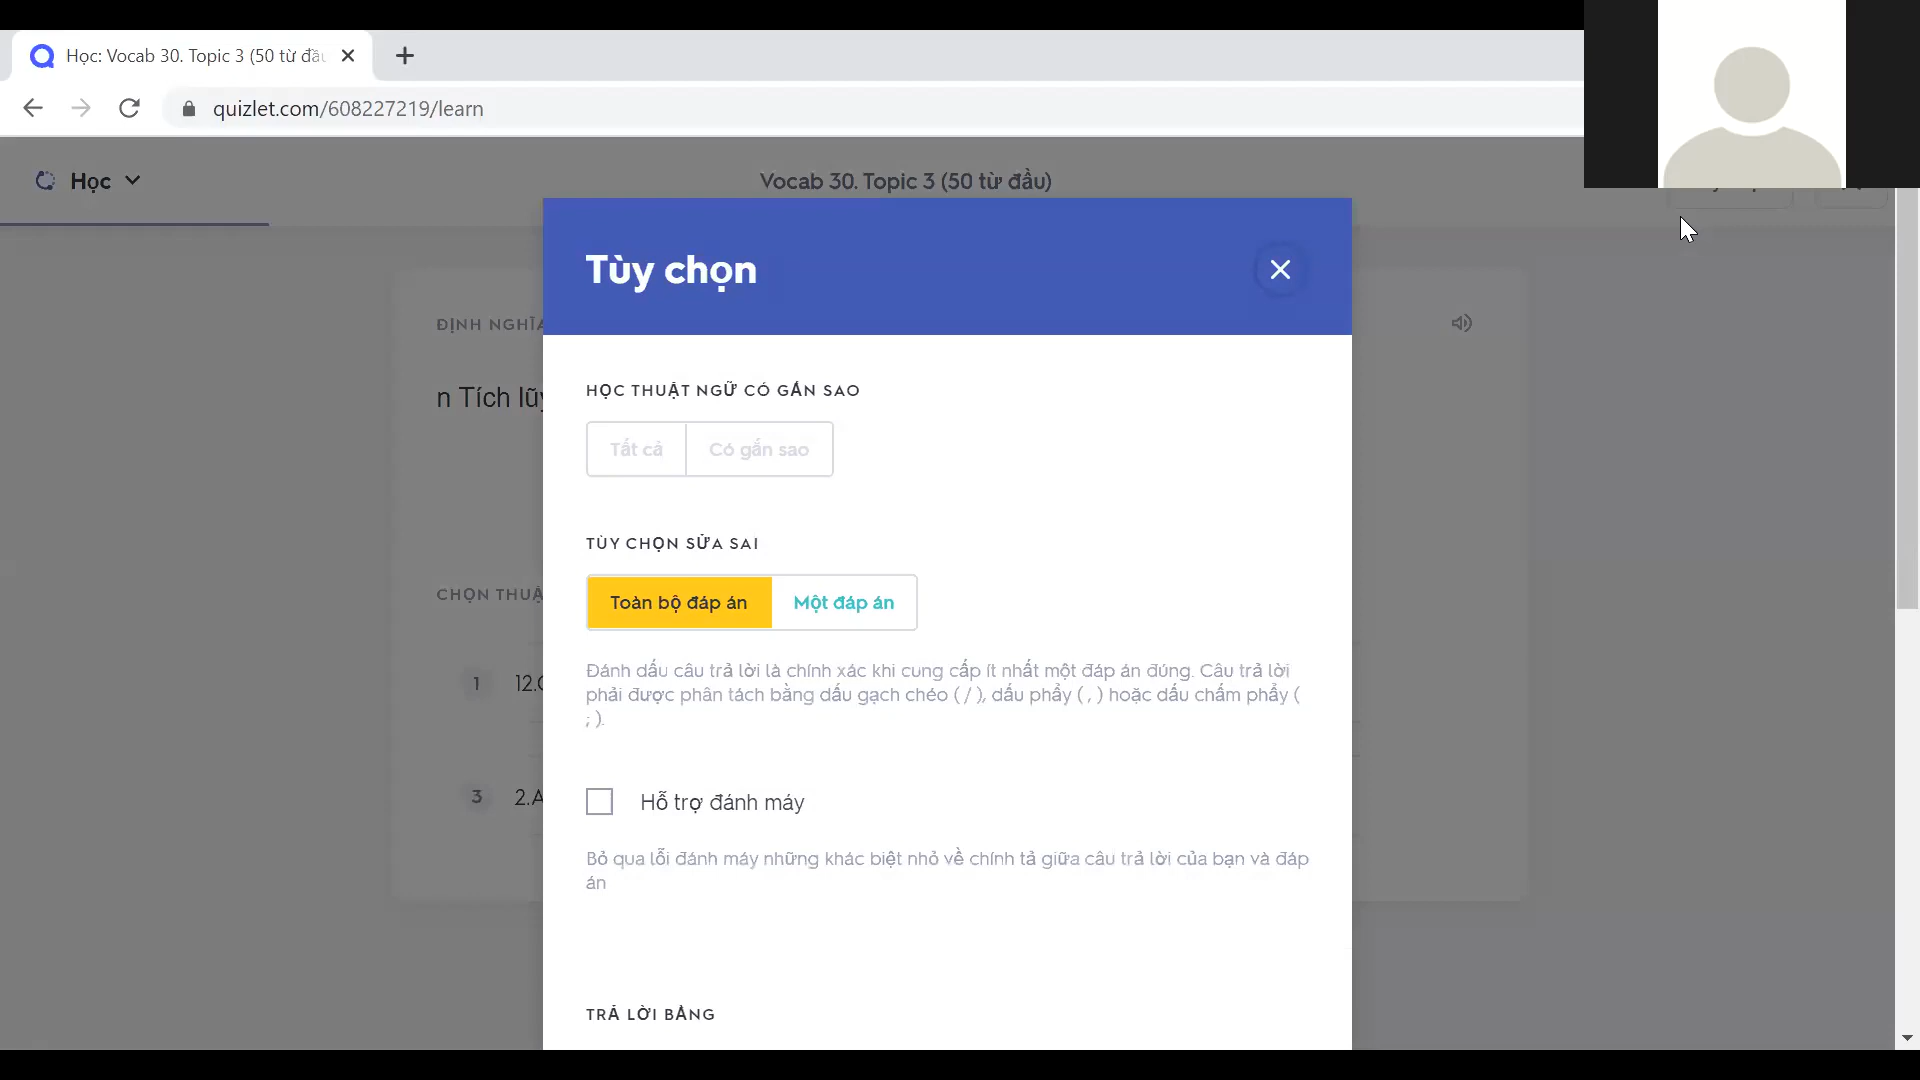 Học: Vocab 30. Topic 3 (50 từ đầu
quizlet.com/608227219/learn
Học
Vocab 30. Topic 3 (50 từ đầu)
Tùy chọn
ĐỊNH NGHĨA
n Tích lũy
HỌC THUẬT NGỮ CÓ GẮN SAO
Tất cả
Có gắn sao
TÙY CHỌN SỬA SAI
CHỌN THUẬ
Toàn bộ đáp án
Một đáp án
Đánh dấu câu trả lời là chính xác khi cung cấp ít nhất một đáp án đúng. Câu trả lời
phải được phân tách bằng dấu gạch chéo ( / ), dấu phẩy ( , ) hoặc dấu chấm phẩy (
; ).
1
3
Hỗ trợ đánh máy
Bỏ qua lỗi đánh máy những khác biệt nhỏ về chính tả giữa câu trả lời của bạn và đáp
án
TRẢ LỜI BẰNG